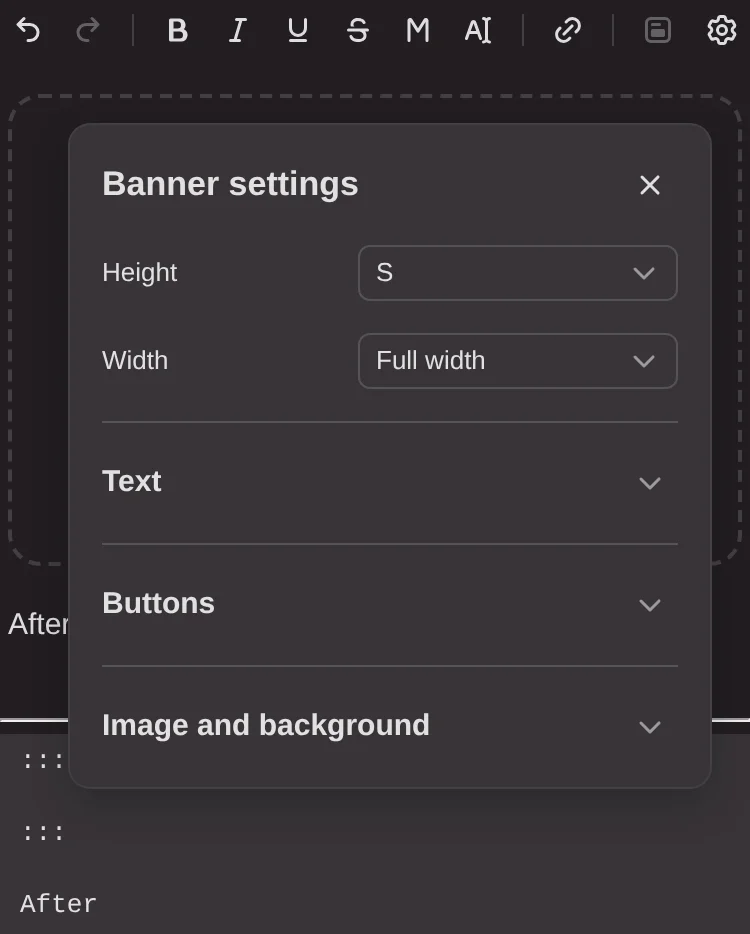 B I U S M A
Banner settings
Height S
Width Full width
Text
Buttons
After
Image and background
:::
:::
After